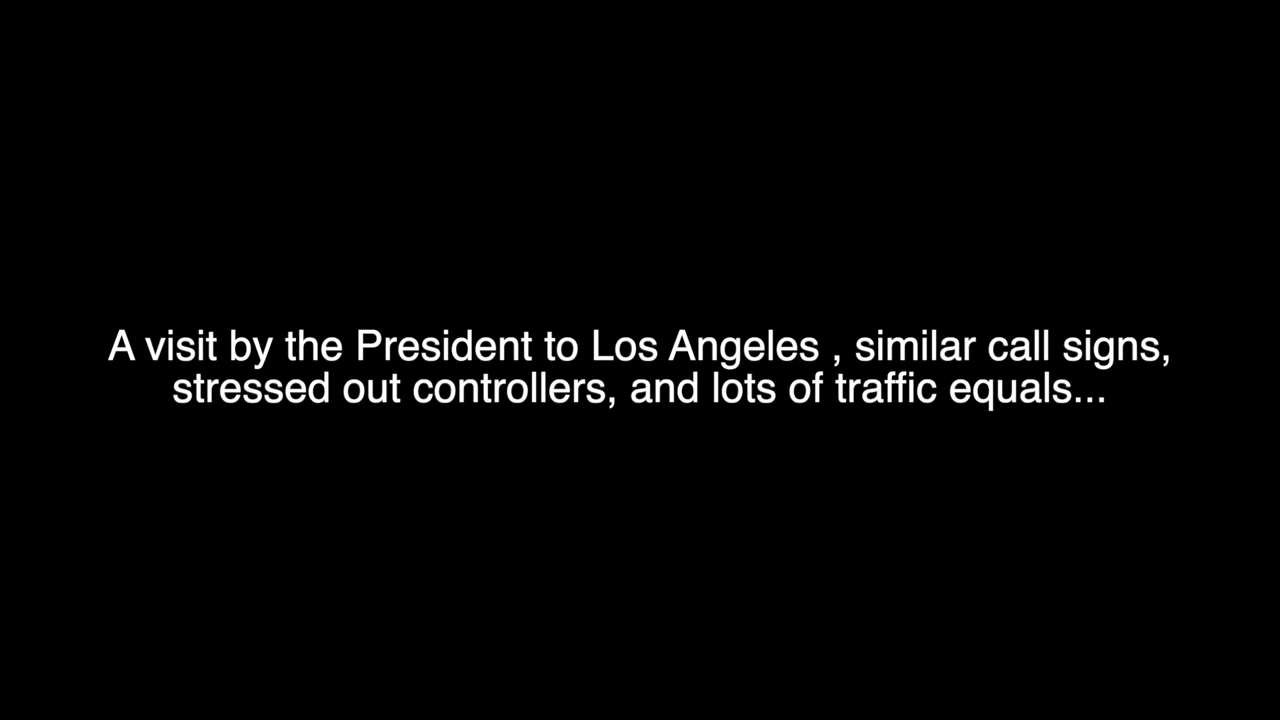 A visit by the President to Los Angeles , similar call signs,
stressed out controllers, and lots of traffic equals...